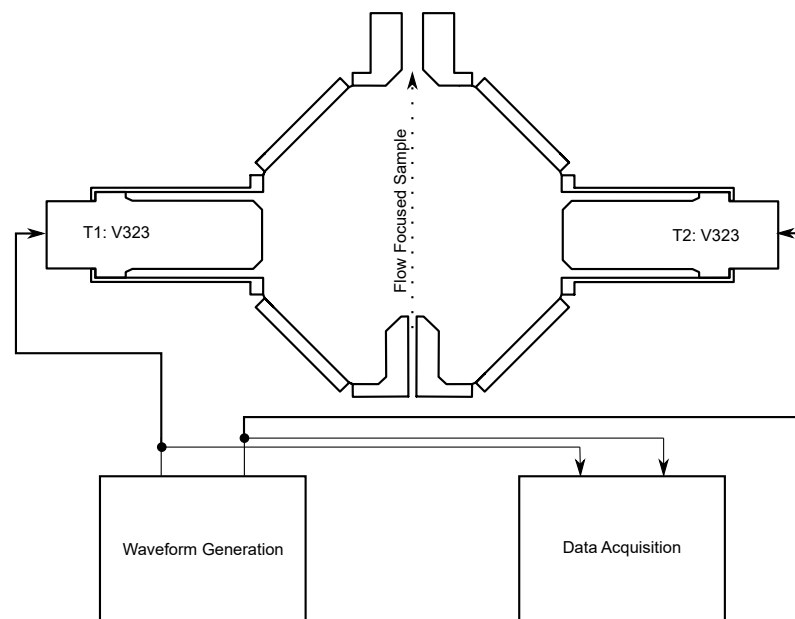 Flow Focused Sample
T1: V323
T2: V323
Waveform Generation
Data Acquisition